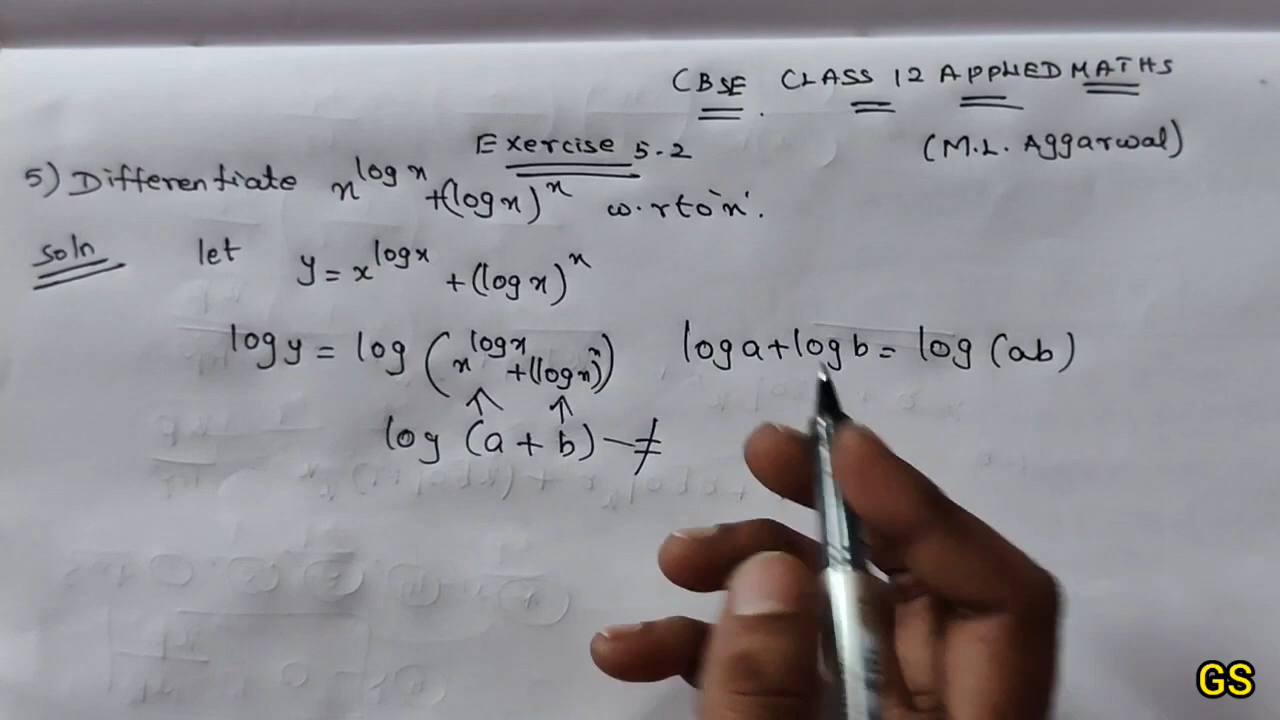 CBSE CLASS 12 APPLIED MATHS
Exercise 5.2
(M.L. Aggarwal)
5) Differentiate x^{log x} + (log x)^x w.r to 'x'.
Soln let y = x^{log x} + (log x)^x
log y = log (x^{log x} + (log x)^x) log a + log b = log (ab)
↑ ↑
log (a + b) — ≠
GS